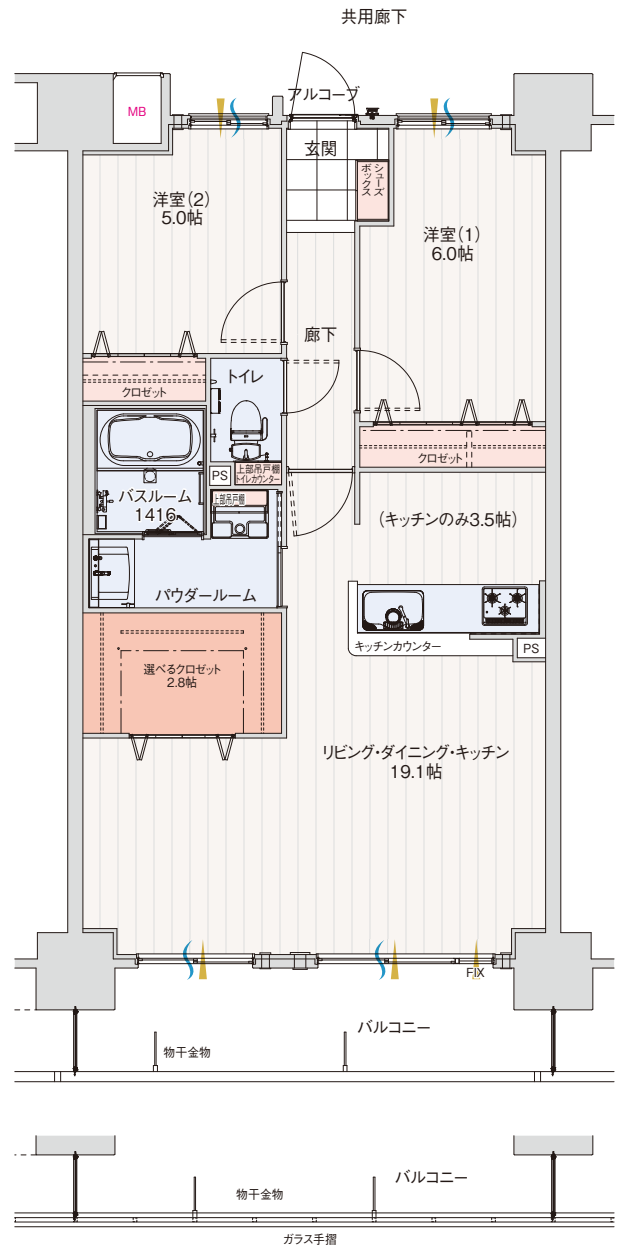 共用廊下
アルコーブ
MB
玄関
シューズ
ボックス
洋室(2)
5.0帖
洋室(1)
6.0帖
廊下
トイレ
クロゼット
クロゼット
上部吊戸棚
トイレカウンター
PS
上部吊戸棚
バスルーム
1416
(キッチンのみ3.5帖)
パウダールーム
キッチンカウンター
PS
選べるクロゼット
2.8帖
リビング・ダイニング・キッチン
19.1帖
FIX
バルコニー
物干金物
バルコニー
物干金物
ガラス手摺